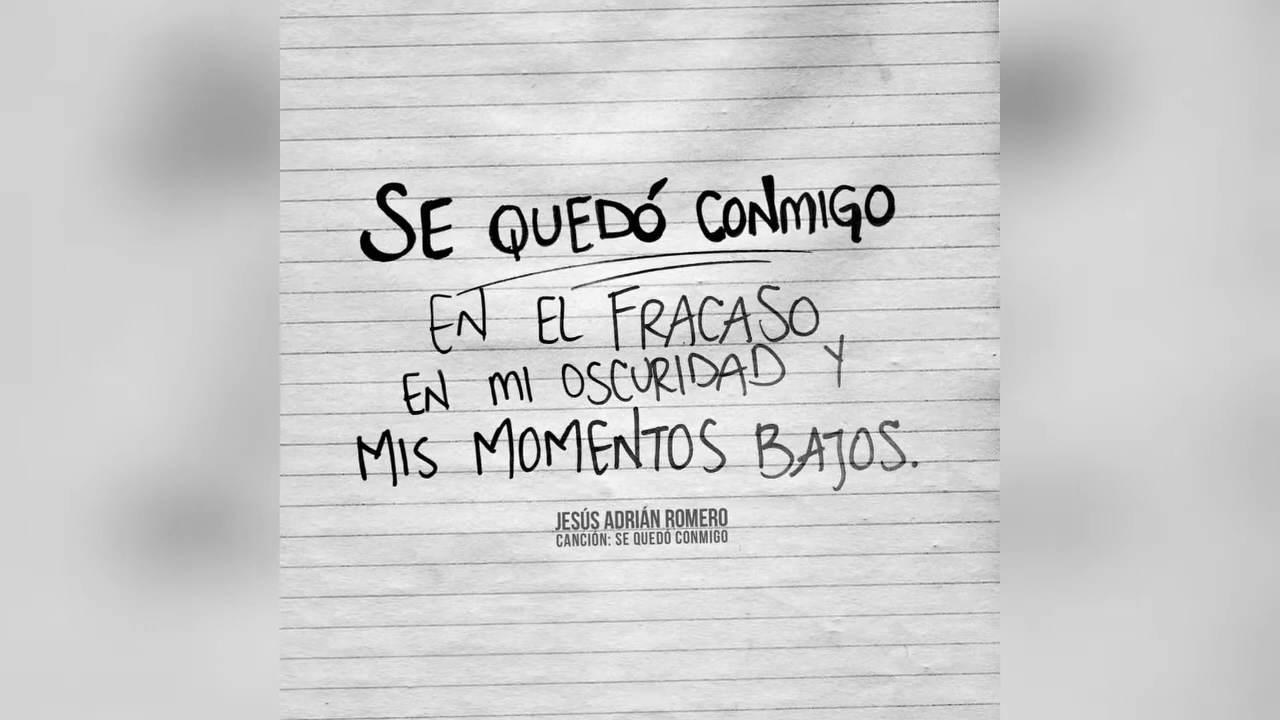 SE QUEDÓ CONMIGO
EN EL FRACASO
EN MI OSCURIDAD Y
MIS MOMENTOS BAJOS.
JESÚS ADRIÁN ROMERO
CANCIÓN: SE QUEDÓ CONMIGO